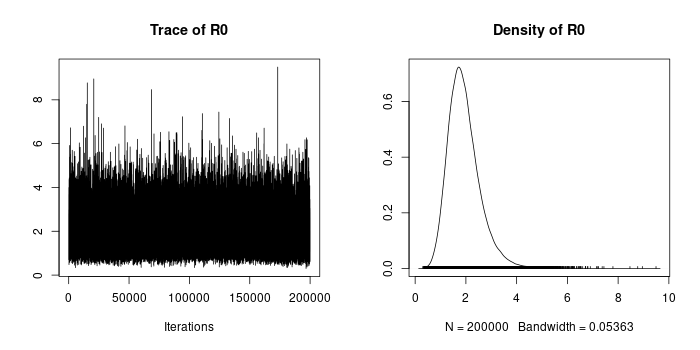 Trace of R0
8
6
4
2
0
0 50000 100000 150000 200000
Iterations
Density of R0
0.6
0.4
0.2
0.0
0 2 4 6 8 10
N = 200000 Bandwidth = 0.05363